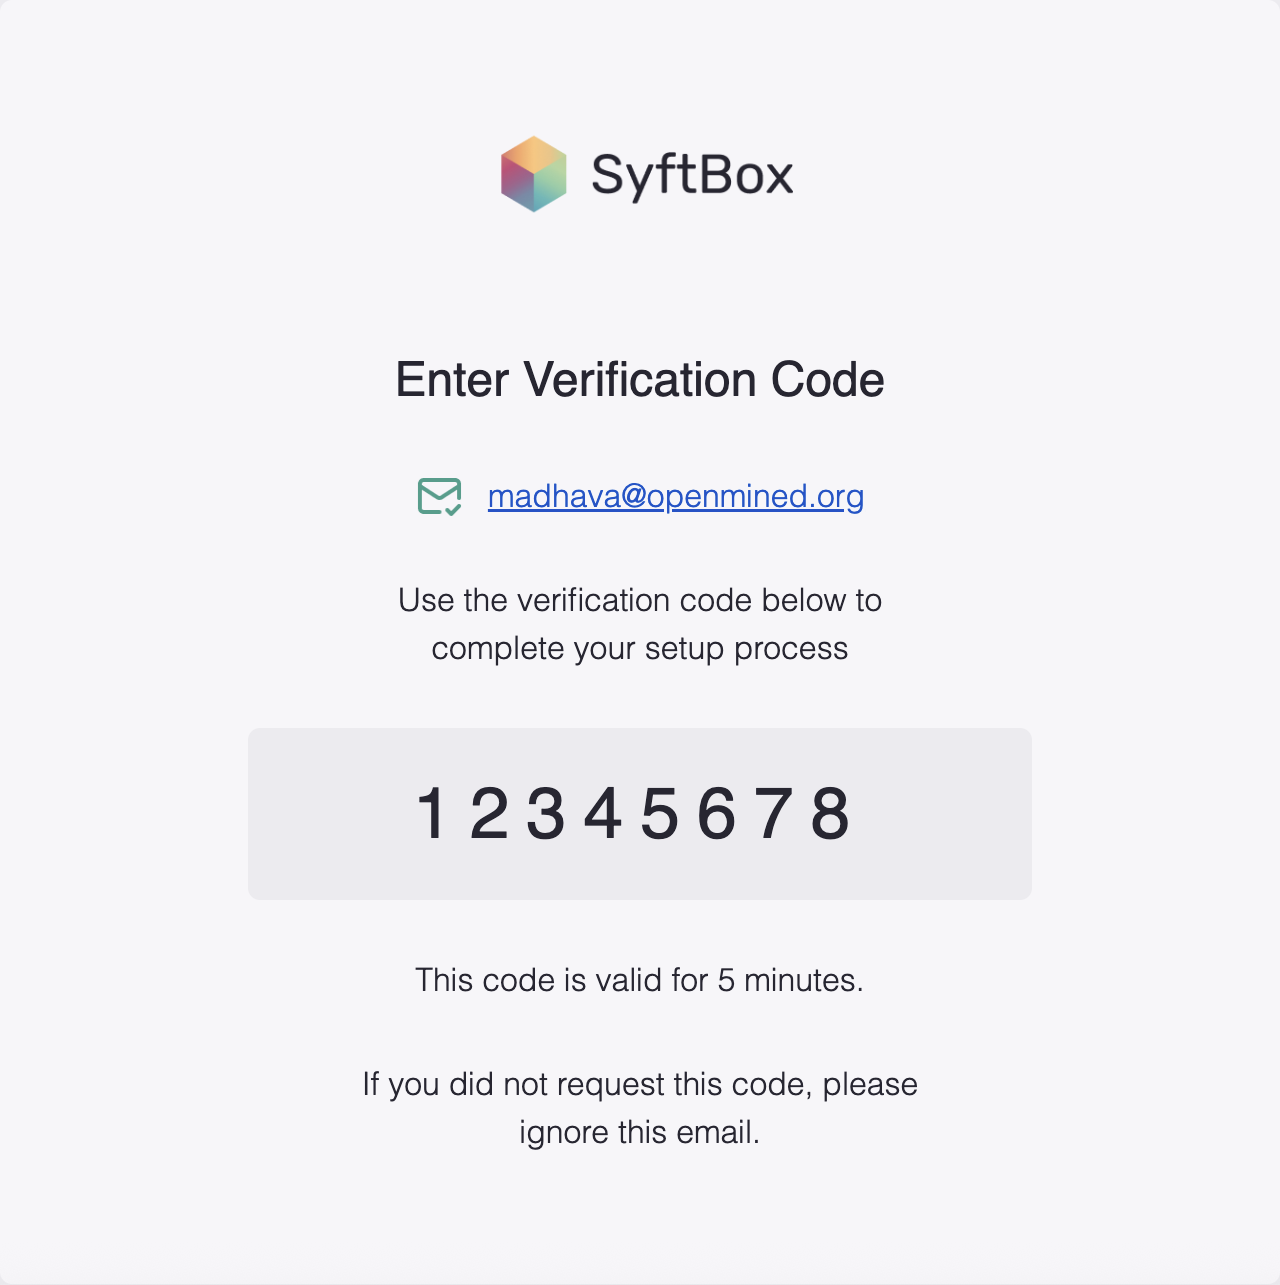 SyftBox
Enter Verification Code
madhava@openmined.org
Use the verification code below to
complete your setup process
1 2 3 4 5 6 7 8
This code is valid for 5 minutes.
If you did not request this code, please
ignore this email.